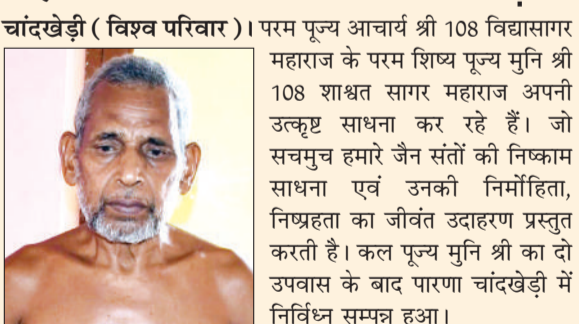 चांदखेड़ी ( विश्व परिवार )। परम पूज्य आचार्य श्री 108 विद्यासागर
महाराज के परम शिष्य पूज्य मुनि श्री
108 शाश्वत सागर महाराज अपनी
उत्कृष्ट साधना कर रहे हैं। जो
सचमुच हमारे जैन संतों की निष्काम
साधना एवं उनकी निर्मोहिता,
निष्प्रहता का जीवंत उदाहरण प्रस्तुत
करती है। कल पूज्य मुनि श्री का दो
उपवास के बाद पारणा चांदखेड़ी में
निर्विध्न सम्पन्न हुआ।